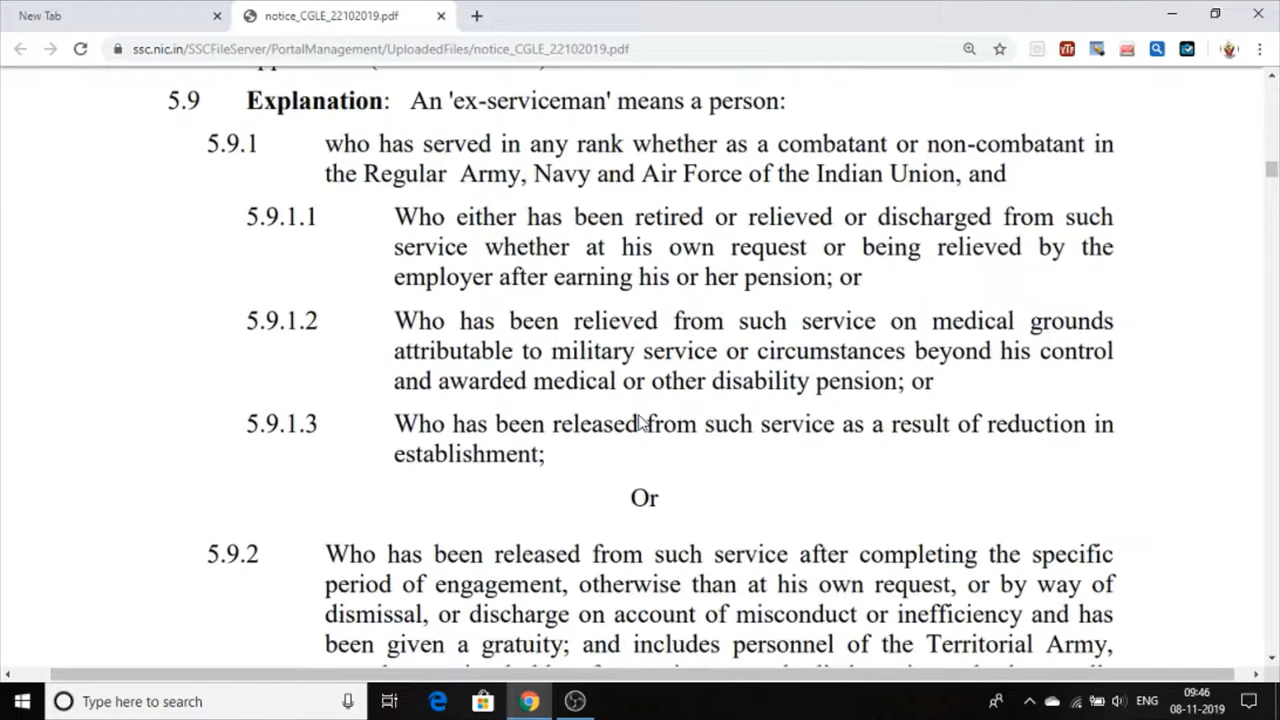 New Tab
notice_CGLE_22102019.pdf
ssc.nic.in/SSCFileServer/PortalManagement/UploadedFiles/notice_CGLE_22102019.pdf
5.9 Explanation: An 'ex-serviceman' means a person:
5.9.1 who has served in any rank whether as a combatant or non-combatant in
the Regular Army, Navy and Air Force of the Indian Union, and
5.9.1.1 Who either has been retired or relieved or discharged from such
service whether at his own request or being relieved by the
employer after earning his or her pension; or
5.9.1.2 Who has been relieved from such service on medical grounds
attributable to military service or circumstances beyond his control
and awarded medical or other disability pension; or
5.9.1.3 Who has been released from such service as a result of reduction in
establishment;
Or
5.9.2 Who has been released from such service after completing the specific
period of engagement, otherwise than at his own request, or by way of
dismissal, or discharge on account of misconduct or inefficiency and has
been given a gratuity; and includes personnel of the Territorial Army,
Type here to search
ENG
09:46
08-11-2019